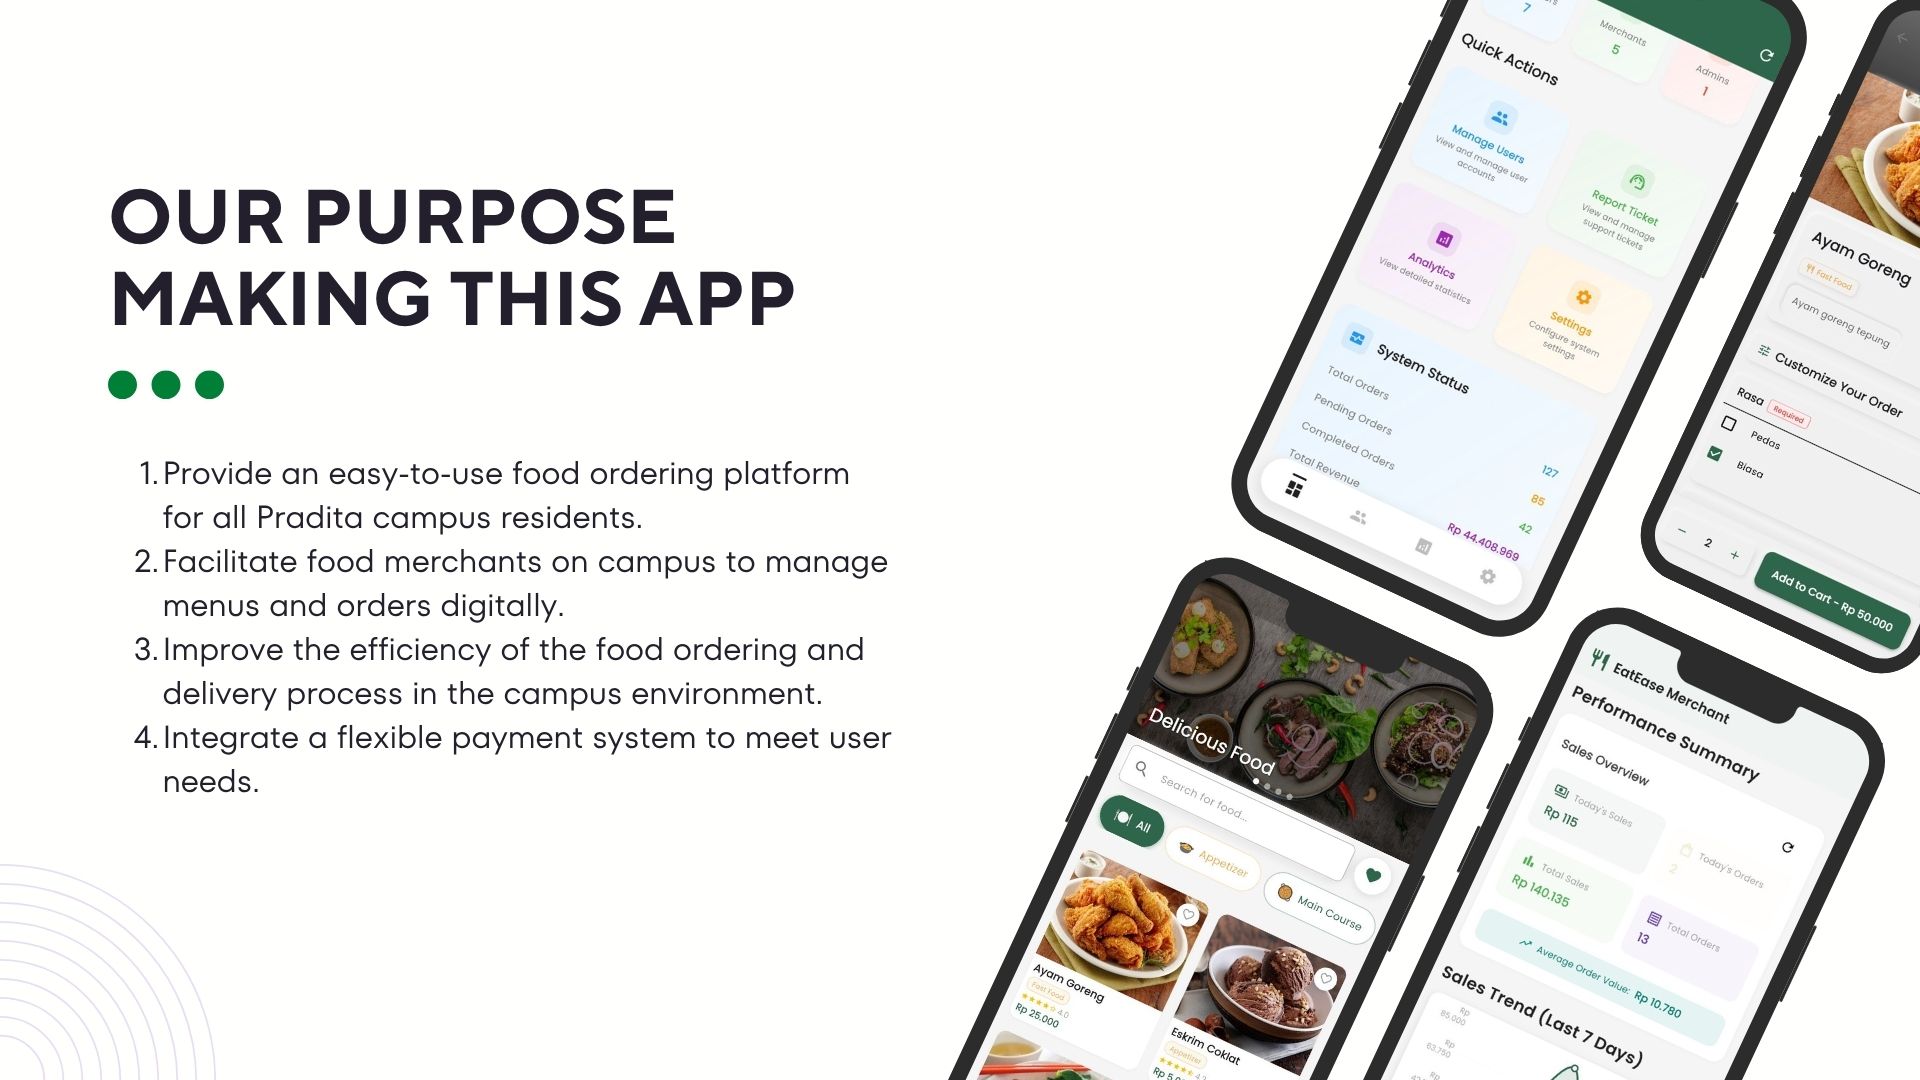 OUR PURPOSE
MAKING THIS APP
1. Provide an easy-to-use food ordering platform
for all Pradita campus residents.
2. Facilitate food merchants on campus to manage
menus and orders digitally.
3. Improve the efficiency of the food ordering and
delivery process in the campus environment.
4. Integrate a flexible payment system to meet user
needs.
7
Merchants
5
Admins
1
Quick Actions
Manage Users
View and manage user
accounts
Report Ticket
View and manage
support tickets
Analytics
View detailed statistics
Settings
Configure system
settings
System Status
Total Orders
127
Pending Orders
85
Completed Orders
42
Total Revenue
Rp 44.408.969
Ayam Goreng
Fast Food
Ayam goreng tepung
Customize Your Order
Rasa Required
Pedas
Biasa
− 2 +
Add to Cart - Rp 50.000
Delicious Food
Search for food...
All
Appetizer
Main Course
Ayam Goreng
Fast Food
4.0
Rp 25.000
Eskrim Coklat
Appetizer
4.2
EatEase Merchant
Performance Summary
Sales Overview
Today's Sales
Rp 115
Today's Orders
2
Total Sales
Rp 140.135
Total Orders
13
Average Order Value: Rp 10.780
Sales Trend (Last 7 Days)
Rp
85.000
Rp
63.750
Rp